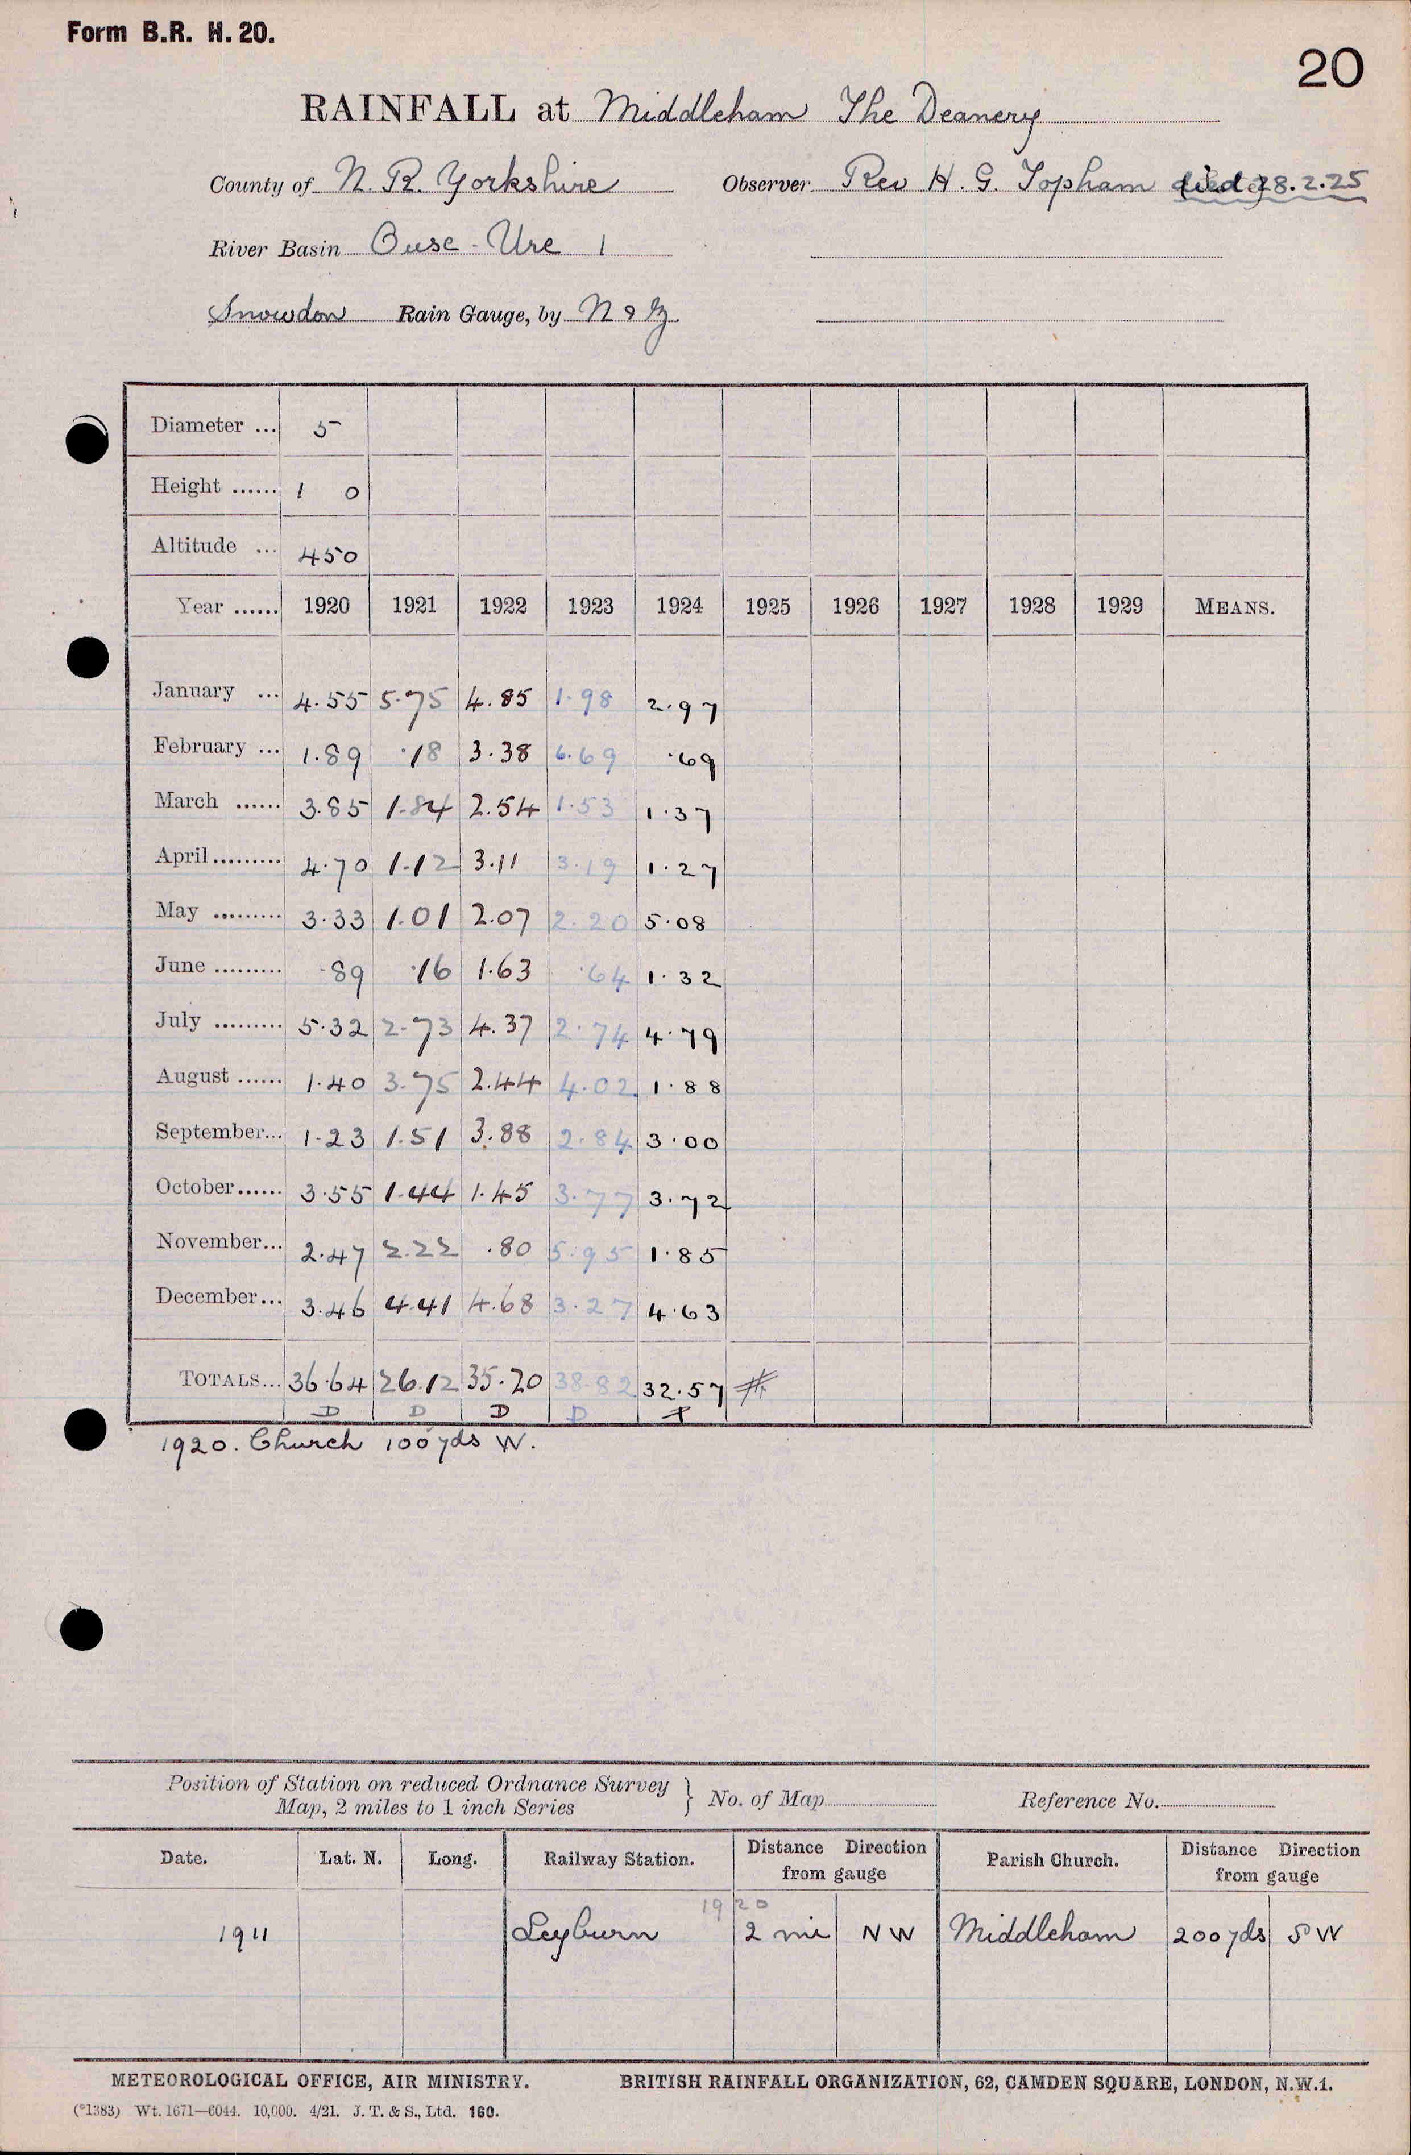 Form B.R. H. 20.
20
RAINFALL at Middleham The Deanery
County of N. R. Yorkshire Observer Rev H. G. Topham died 28.2.25
River Basin Ouse - Ure 1
Snowdon Rain Gauge, by N & Z
Diameter ... 5
Height ...... 1 0
Altitude ... 450
Year ...... 1920 1921 1922 1923 1924 1925 1926 1927 1928 1929 MEANS.
January ... 4.55 5.75 4.85 1.98 2.97
February ... 1.89 .18 3.38 6.69 .69
March ...... 3.85 1.84 2.54 1.53 1.37
April ......... 4.70 1.12 3.11 3.19 1.27
May ......... 3.33 1.01 2.07 2.20 5.08
June ......... .89 .16 1.63 .64 1.32
July ......... 5.32 2.73 4.37 2.74 4.79
August ...... 1.40 3.75 2.44 4.02 1.88
September... 1.23 1.51 3.88 2.84 3.00
October...... 3.55 1.44 1.45 3.77 3.72
November... 2.47 2.22 .80 5.95 1.85
December... 3.46 4.41 4.68 3.27 4.63
TOTALS... 36.64 26.12 35.20 38.82 32.57 #
D D D D
1920. Church 100 yds W.
Position of Station on reduced Ordnance Survey
Map, 2 miles to 1 inch Series } No. of Map Reference No.
Date. Lat. N. Long. Railway Station. Distance Direction from gauge Parish Church. Distance Direction from gauge
1920
1911 Leyburn 2 mi NW Middleham 200 yds SW
METEOROLOGICAL OFFICE, AIR MINISTRY. BRITISH RAINFALL ORGANIZATION, 62, CAMDEN SQUARE, LONDON, N.W.1.
(*1383) Wt. 1671—6044. 10,000. 4/21. J. T. & S., Ltd. 160.